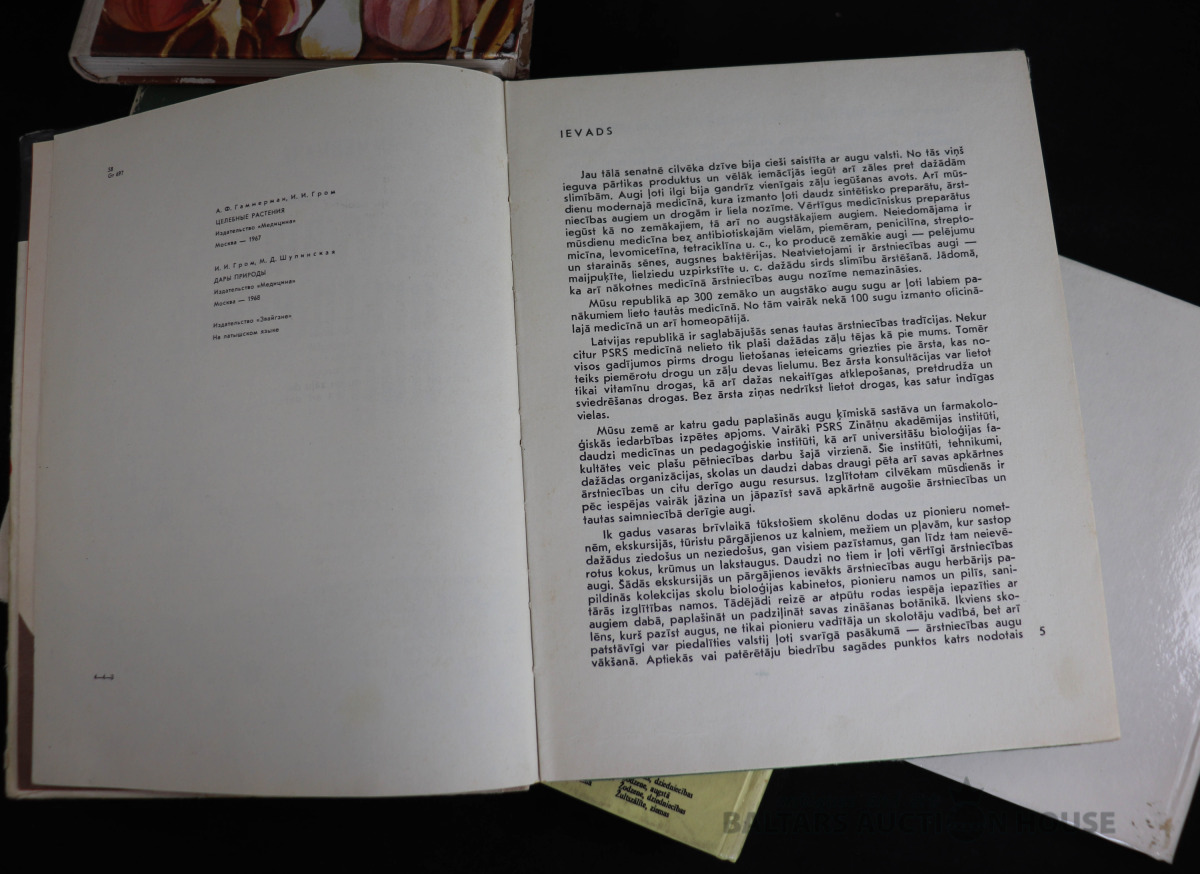 58
Gr 697
А. Ф. Гаммерман, И. И. Гром
ЦЕЛЕБНЫЕ РАСТЕНИЯ
Издательство «Медицина»
Москва — 1967
И. И. Гром, М. Д. Шупинская
ДАРЫ ПРИРОДЫ
Издательство «Медицина»
Москва — 1968
Издательство «Звайгзне»
На латышском языке
IEVADS
Jau tālā senatnē cilvēka dzīve bija cieši saistīta ar augu valsti. No tās viņš
ieguva pārtikas produktus un vēlāk iemācījās iegūt arī zāles pret dažādām
slimībām. Augi ļoti ilgi bija gandrīz vienīgais zāļu iegūšanas avots. Arī mūs-
dienu modernajā medicīnā, kura izmanto ļoti daudz sintētisko preparātu, ārst-
niecības augiem un drogām ir liela nozīme. Vērtīgus medicīniskus preparātus
iegūst kā no zemākajiem, tā arī no augstākajiem augiem. Neiedomājama ir
mūsdienu medicīna bez antibiotiskajām vielām, piemēram, penicilīna, strepto-
micīna, levomicetīna, tetraciklīna u. c., ko producē zemākie augi — pelējumu
un starainās sēnes, augsnes baktērijas. Neatvietojami ir ārstniecības augi —
maijpuķīte, lielziedu uzpirkstīte u. c. dažādu sirds slimību ārstēšanā. Jādomā,
ka arī nākotnes medicīnā ārstniecības augu nozīme nemazināsies.
Mūsu republikā ap 300 zemāko un augstāko augu sugu ar ļoti labiem pa-
nākumiem lieto tautās medicīnā. No tām vairāk nekā 100 sugu izmanto oficinā-
lajā medicīnā un arī homeopātijā.
Latvijas republikā ir saglabājušās senas tautas ārstniecības tradīcijas. Nekur
citur PSRS medicīnā nelieto tik plaši dažādas zāļu tējas kā pie mums. Tomēr
visos gadījumos pirms drogu lietošanas ieteicams griezties pie ārsta, kas no-
teiks piemērotu drogu un zāļu devas lielumu. Bez ārsta konsultācijas var lietot
tikai vitamīnu drogas, kā arī dažas nekaitīgas atklepošanas, pretdrudža un
sviedrēšanas drogas. Bez ārsta ziņas nedrīkst lietot drogas, kas satur indīgas
vielas.
Mūsu zemē ar katru gadu paplašinās augu ķīmiskā sastāva un farmakolo-
ģiskās iedarbības izpētes apjoms. Vairāki PSRS Zinātņu akadēmijas institūti,
daudzi medicīnas un pedagoģiskie institūti, kā arī universitāšu bioloģijas fa-
kultātes veic plašu pētniecības darbu šajā virzienā. Šie institūti, tehnikumi,
dažādas organizācijas, skolas un daudzi dabas draugi pēta arī savas apkārtnes
ārstniecības un citu derīgo augu resursus. Izglītotam cilvēkam mūsdienās ir
pēc iespējas vairāk jāzina un jāpazīst savā apkārtnē augošie ārstniecības un
tautas saimniecībā derīgie augi.
Ik gadus vasaras brīvlaikā tūkstošiem skolēnu dodas uz pionieru nomet-
nēm, ekskursijās, tūristu pārgājienos uz kalniem, mežiem un pļavām, kur sastop
dažādus ziedošus un neziedošus, gan visiem pazīstamus, gan līdz tam neievē-
rotus kokus, krūmus un lakstaugus. Daudzi no tiem ir ļoti vērtīgi ārstniecības
augi. Šādās ekskursijās un pārgājienos ievākts ārstniecības augu herbārijs pa-
pildinās kolekcijas skolu bioloģijas kabinetos, pionieru namos un pilīs, sani-
tārās izglītības namos. Tādējādi reizē ar atpūtu rodas iespēja iepazīties ar
augiem dabā, paplašināt un padziļināt savas zināšanas botānikā. Ikviens sko-
lēns, kurš pazīst augus, ne tikai pionieru vadītāja un skolotāju vadībā, bet arī
patstāvīgi var piedalīties valstij ļoti svarīgā pasākumā — ārstniecības augu
vākšanā. Aptiekās vai patērētāju biedrību sagādes punktos katrs nodotais
5
dziedniecības
Žodzene, augstā
Žodzene, dziedniecības
Zultszālīte, ziemas
BALTARS AUCTION HOUSE